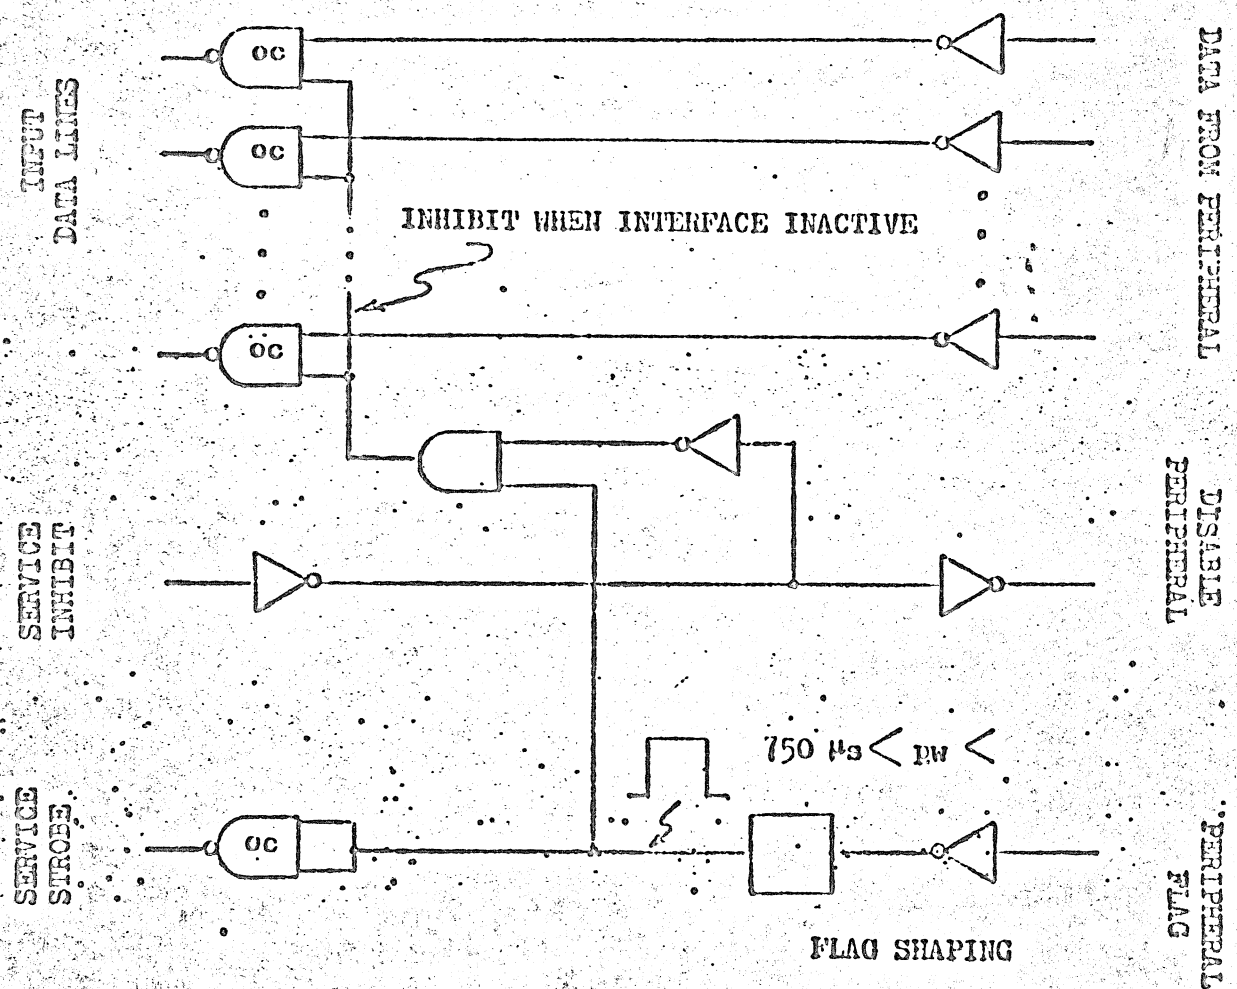 OC
DATA FROM PERIPHERAL
INPUT
DATA LINES
OC
INHIBIT WHEN INTERFACE INACTIVE
OC
DISABLE
PERIPHERAL
SERVICE
INHIBIT
750 µs < pw <
SERVICE
STROBE
OC
PERIPHERAL
FLAG
FLAG SHAPING